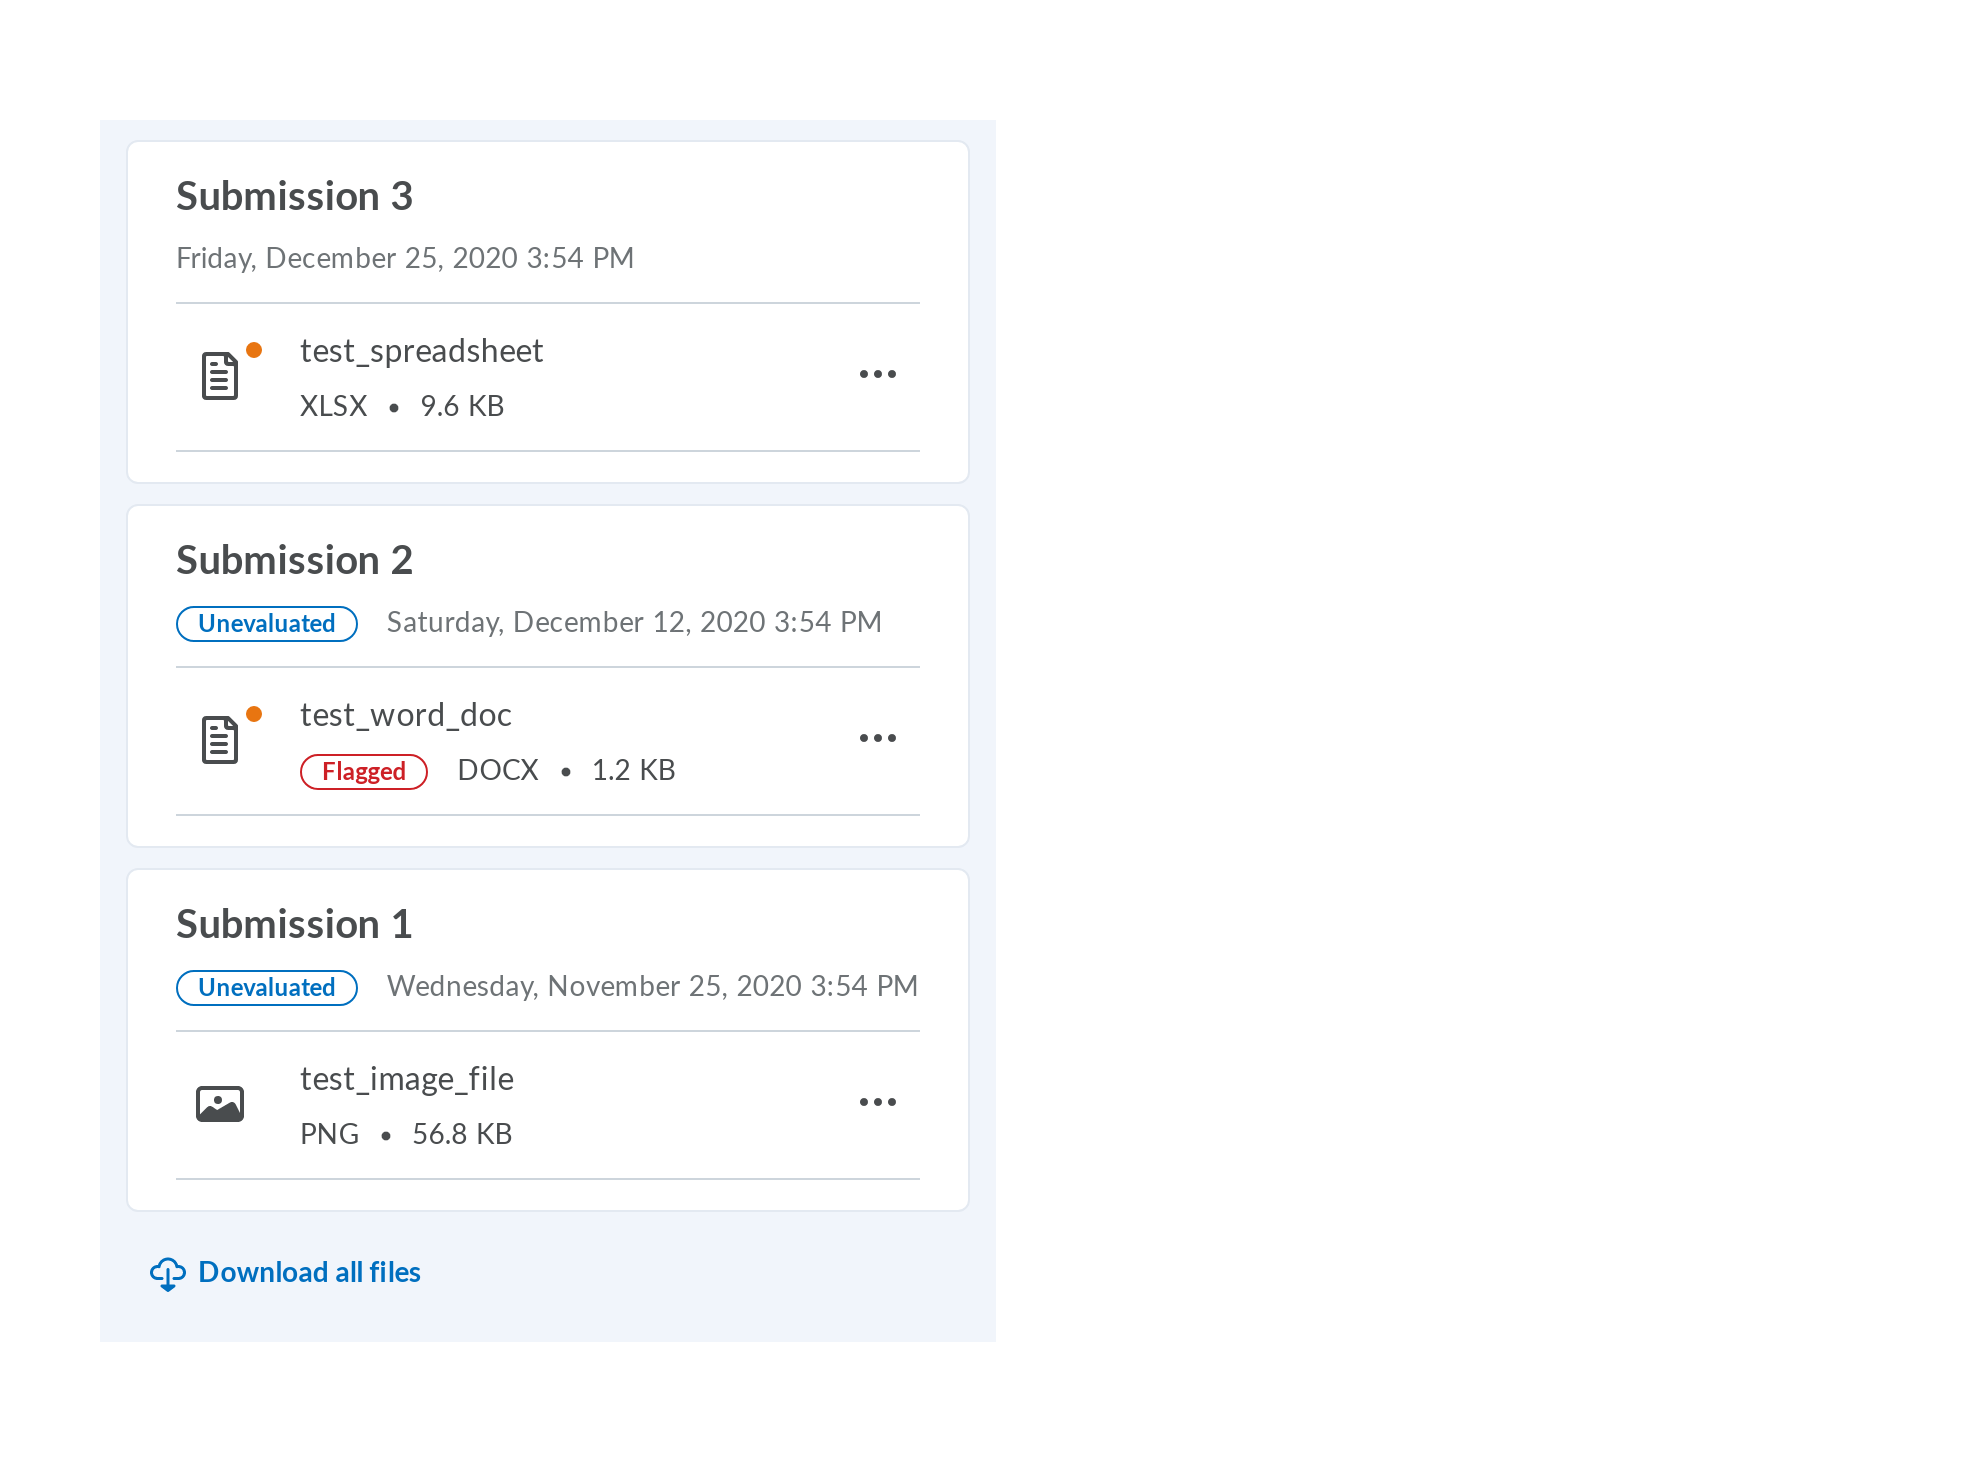 Submission 3
Friday, December 25, 2020 3:54 PM
test_spreadsheet
XLSX • 9.6 KB
Submission 2
Unevaluated Saturday, December 12, 2020 3:54 PM
test_word_doc
Flagged DOCX • 1.2 KB
Submission 1
Unevaluated Wednesday, November 25, 2020 3:54 PM
test_image_file
PNG • 56.8 KB
Download all files